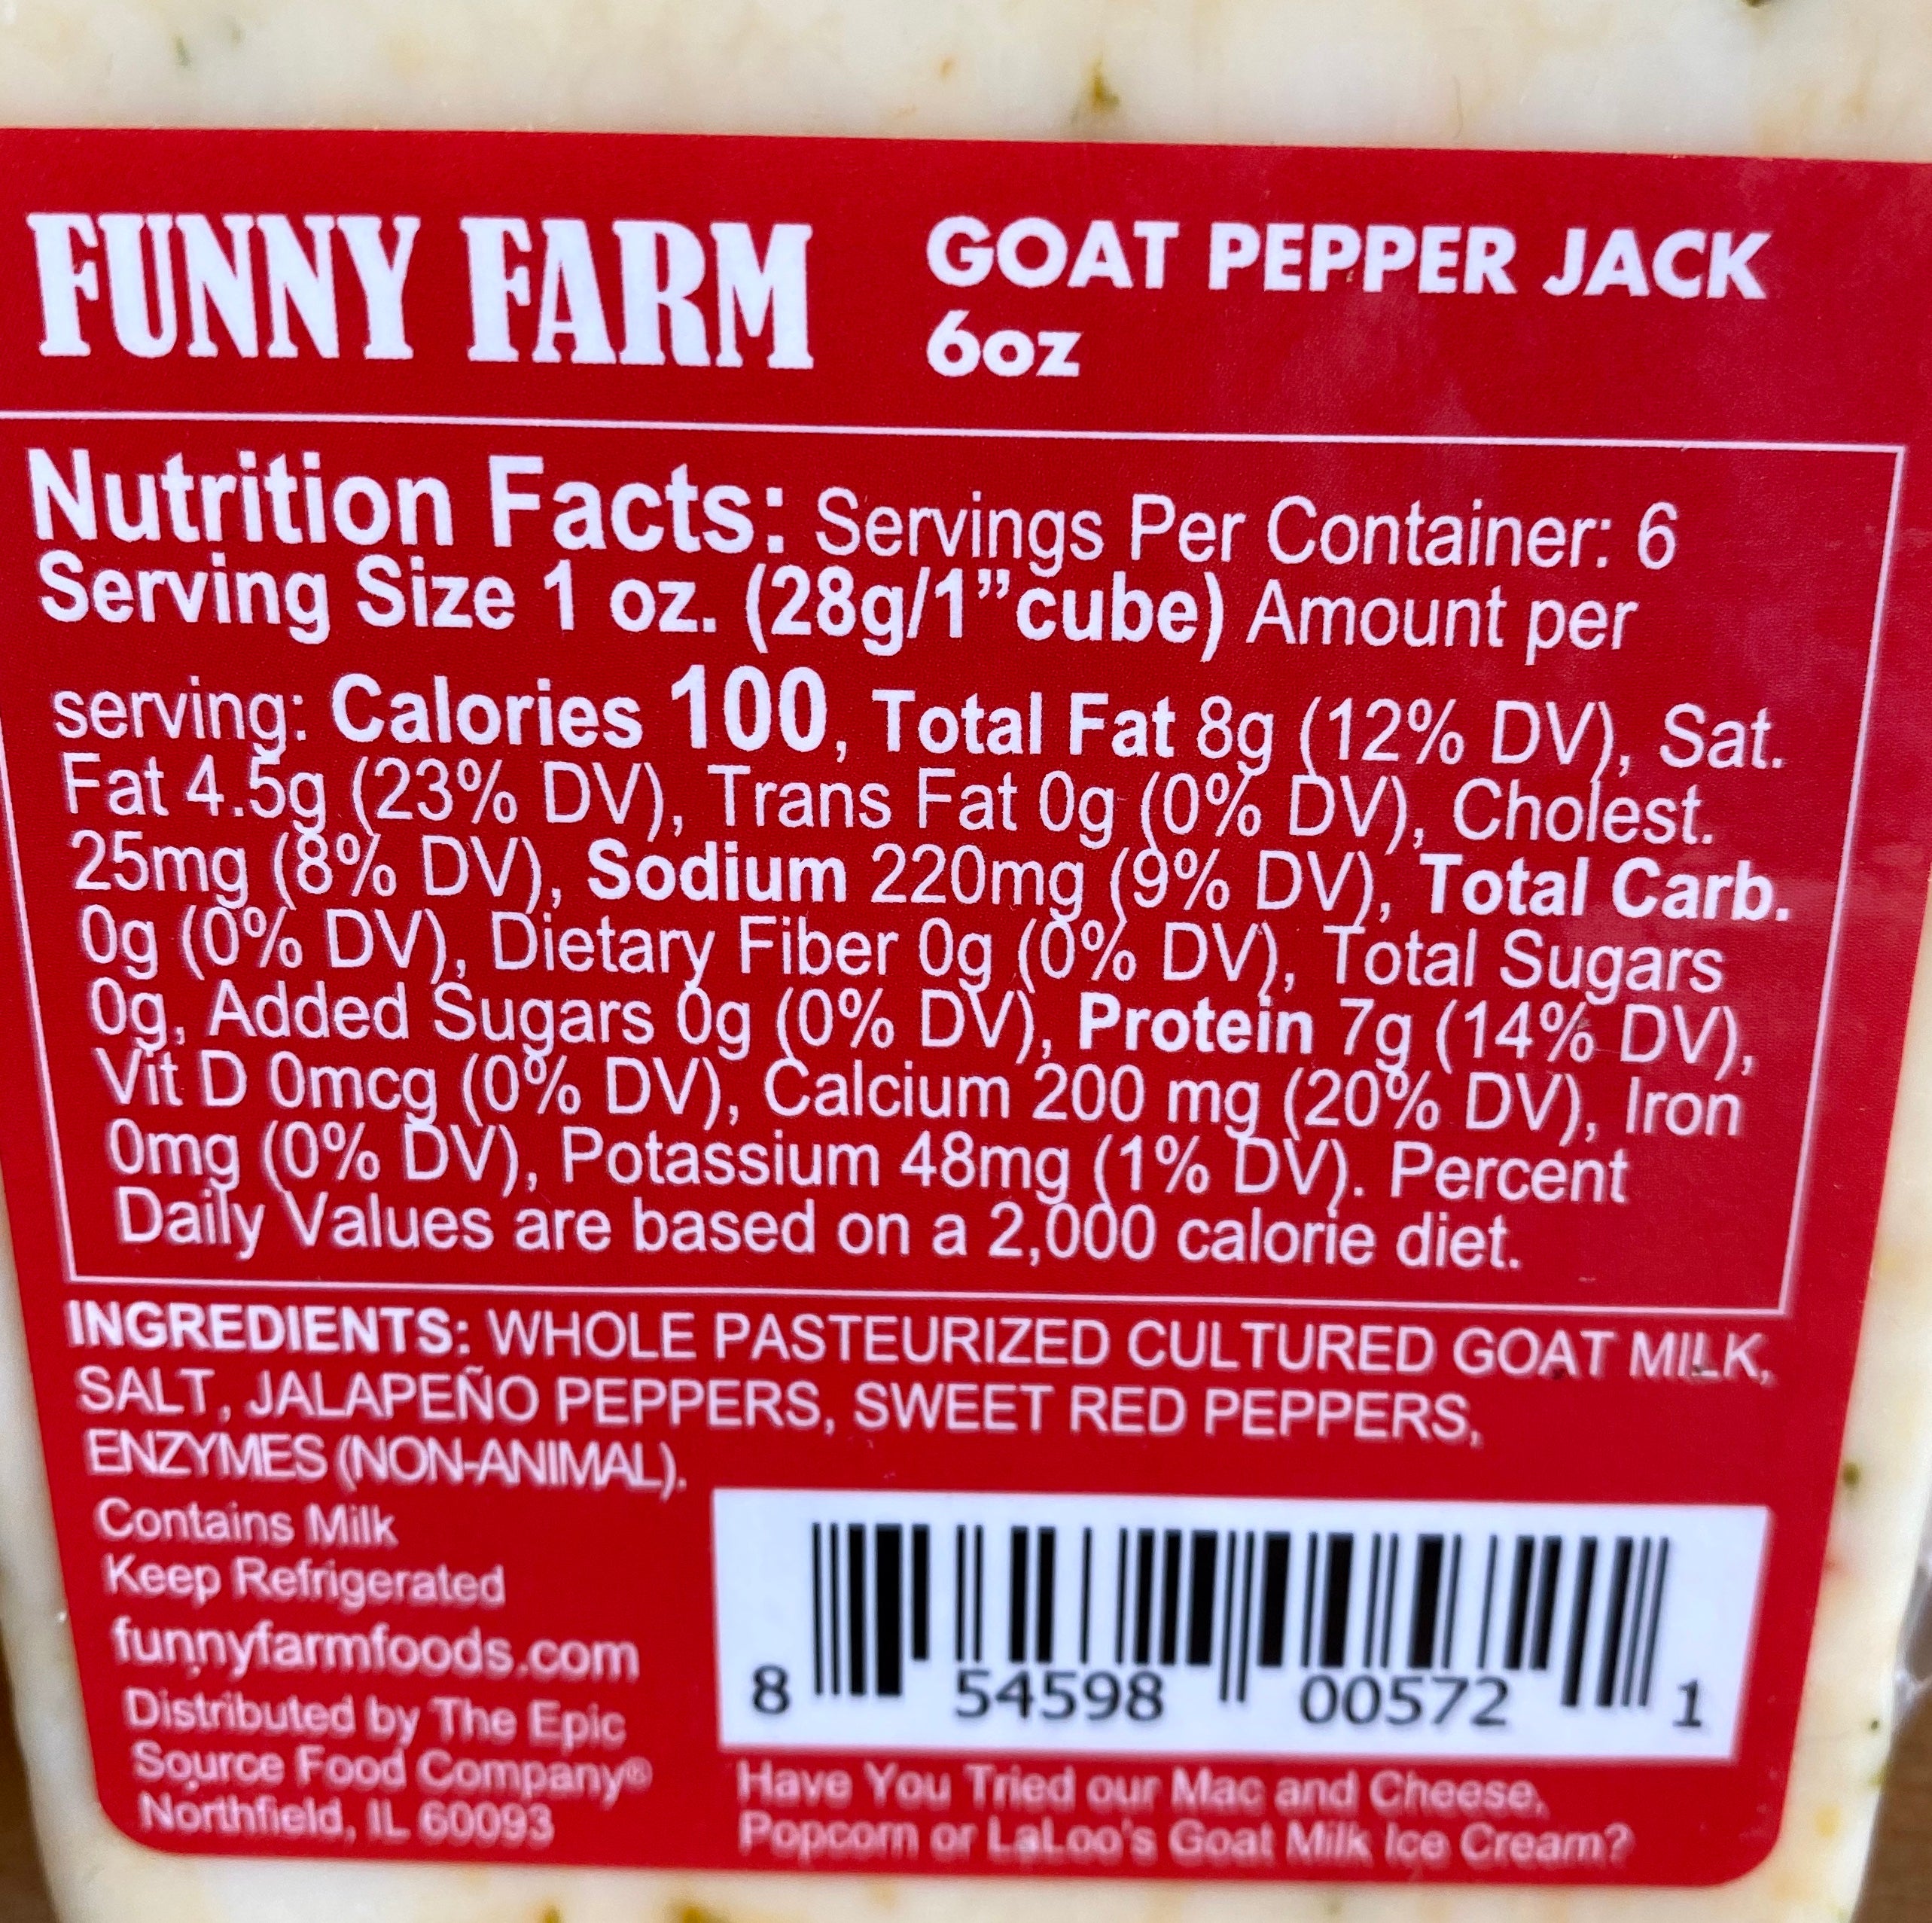 FUNNY FARM
GOAT PEPPER JACK
6oz
Nutrition Facts: Servings Per Container: 6
Serving Size 1 oz. (28g/1”cube) Amount per
serving: Calories 100, Total Fat 8g (12% DV), Sat.
Fat 4.5g (23% DV), Trans Fat 0g (0% DV), Cholest.
25mg (8% DV), Sodium 220mg (9% DV), Total Carb.
0g (0% DV), Dietary Fiber 0g (0% DV), Total Sugars
0g, Added Sugars 0g (0% DV), Protein 7g (14% DV),
Vit D 0mcg (0% DV), Calcium 200 mg (20% DV), Iron
0mg (0% DV), Potassium 48mg (1% DV). Percent
Daily Values are based on a 2,000 calorie diet.
INGREDIENTS: WHOLE PASTEURIZED CULTURED GOAT MILK,
SALT, JALAPEÑO PEPPERS, SWEET RED PEPPERS,
ENZYMES (NON-ANIMAL).
Contains Milk
Keep Refrigerated
funnyfarmfoods.com
Distributed by The Epic
Source Food Company®
Northfield, IL 60093
8 54598 00572 1
Have You Tried our Mac and Cheese,
Popcorn or LaLoo's Goat Milk Ice Cream?